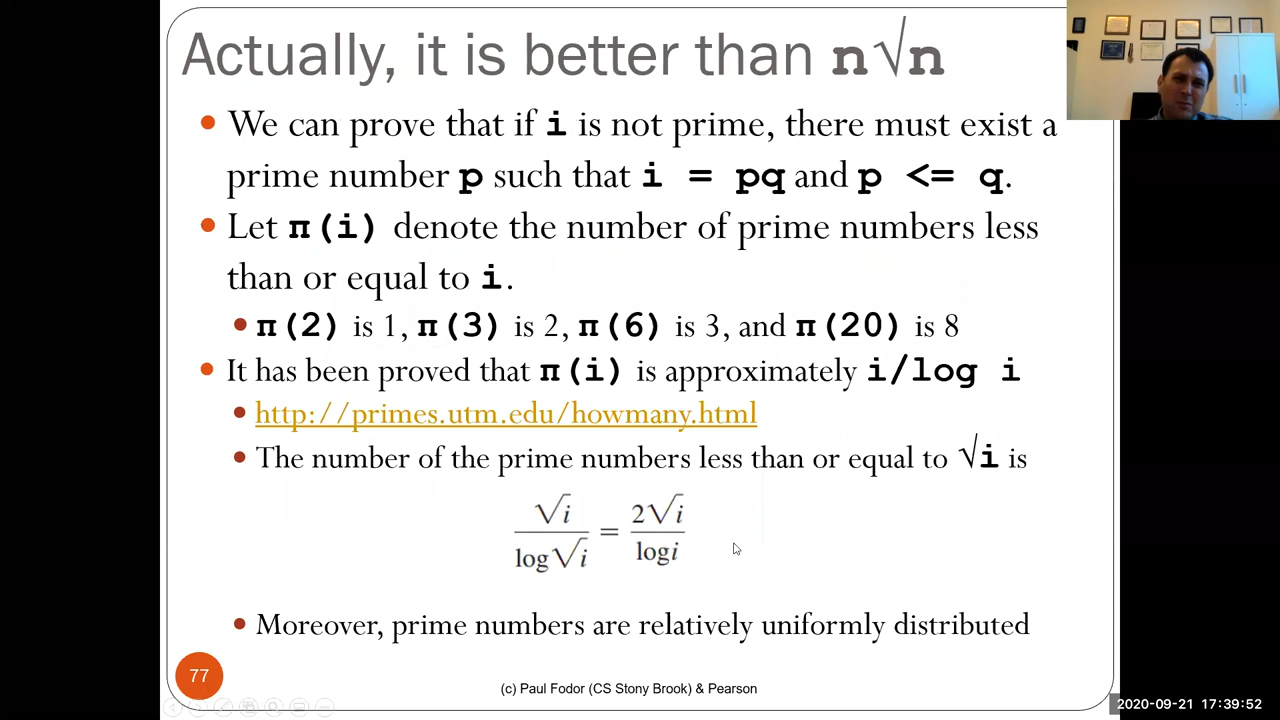 Actually, it is better than n√n
• We can prove that if i is not prime, there must exist a
prime number p such that i = pq and p <= q.
• Let π(i) denote the number of prime numbers less
than or equal to i.
• π(2) is 1, π(3) is 2, π(6) is 3, and π(20) is 8
• It has been proved that π(i) is approximately i/log i
• http://primes.utm.edu/howmany.html
• The number of the prime numbers less than or equal to √i is
√i / log√i = 2√i / logi
• Moreover, prime numbers are relatively uniformly distributed
77
(c) Paul Fodor (CS Stony Brook) & Pearson
2020-09-21 17:39:52